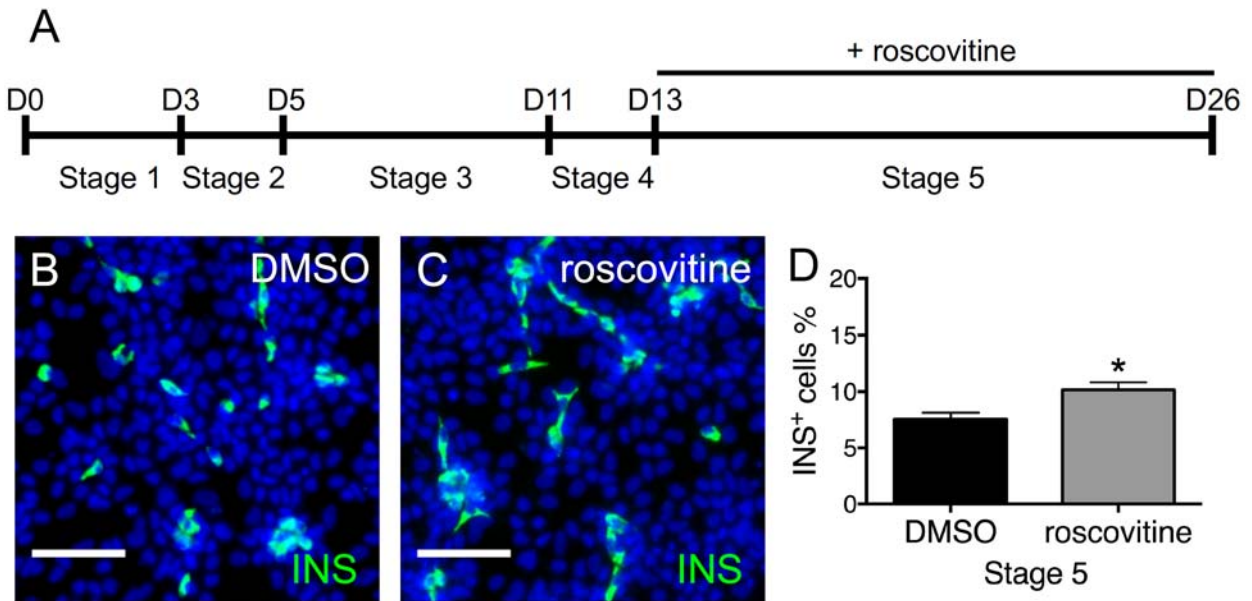 A
+ roscovitine
D0 D3 D5 D11 D13 D26
Stage 1 Stage 2 Stage 3 Stage 4 Stage 5
B DMSO
INS
C roscovitine
INS
D
INS+ cells %
20
15
10
5
0
*
DMSO roscovitine
Stage 5